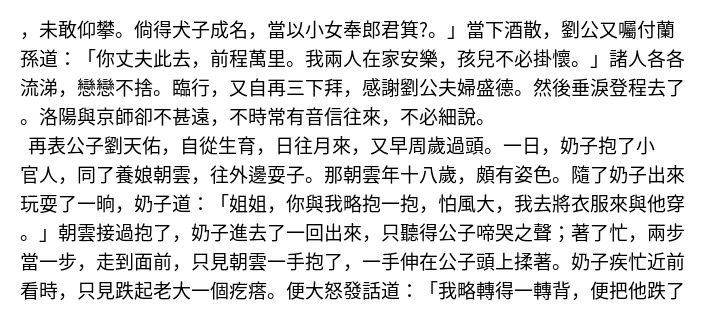 ，未敢仰攀。倘得犬子成名，當以小女奉郎君箕?。」當下酒散，劉公又囑付蘭
孫道：「你丈夫此去，前程萬里。我兩人在家安樂，孩兒不必掛懷。」諸人各各
流涕，戀戀不捨。臨行，又自再三下拜，感謝劉公夫婦盛德。然後垂淚登程去了
。洛陽與京師卻不甚遠，不時常有音信往來，不必細說。
再表公子劉天佑，自從生育，日往月來，又早周歲過頭。一日，奶子抱了小
官人，同了養娘朝雲，往外邊耍子。那朝雲年十八歲，頗有姿色。隨了奶子出來
玩耍了一晌，奶子道：「姐姐，你與我略抱一抱，怕風大，我去將衣服來與他穿
。」朝雲接過抱了，奶子進去了一回出來，只聽得公子啼哭之聲；著了忙，兩步
當一步，走到面前，只見朝雲一手抱了，一手伸在公子頭上揉著。奶子疾忙近前
看時，只見跌起老大一個疙瘩。便大怒發話道：「我略轉得一轉背，便把他跌了